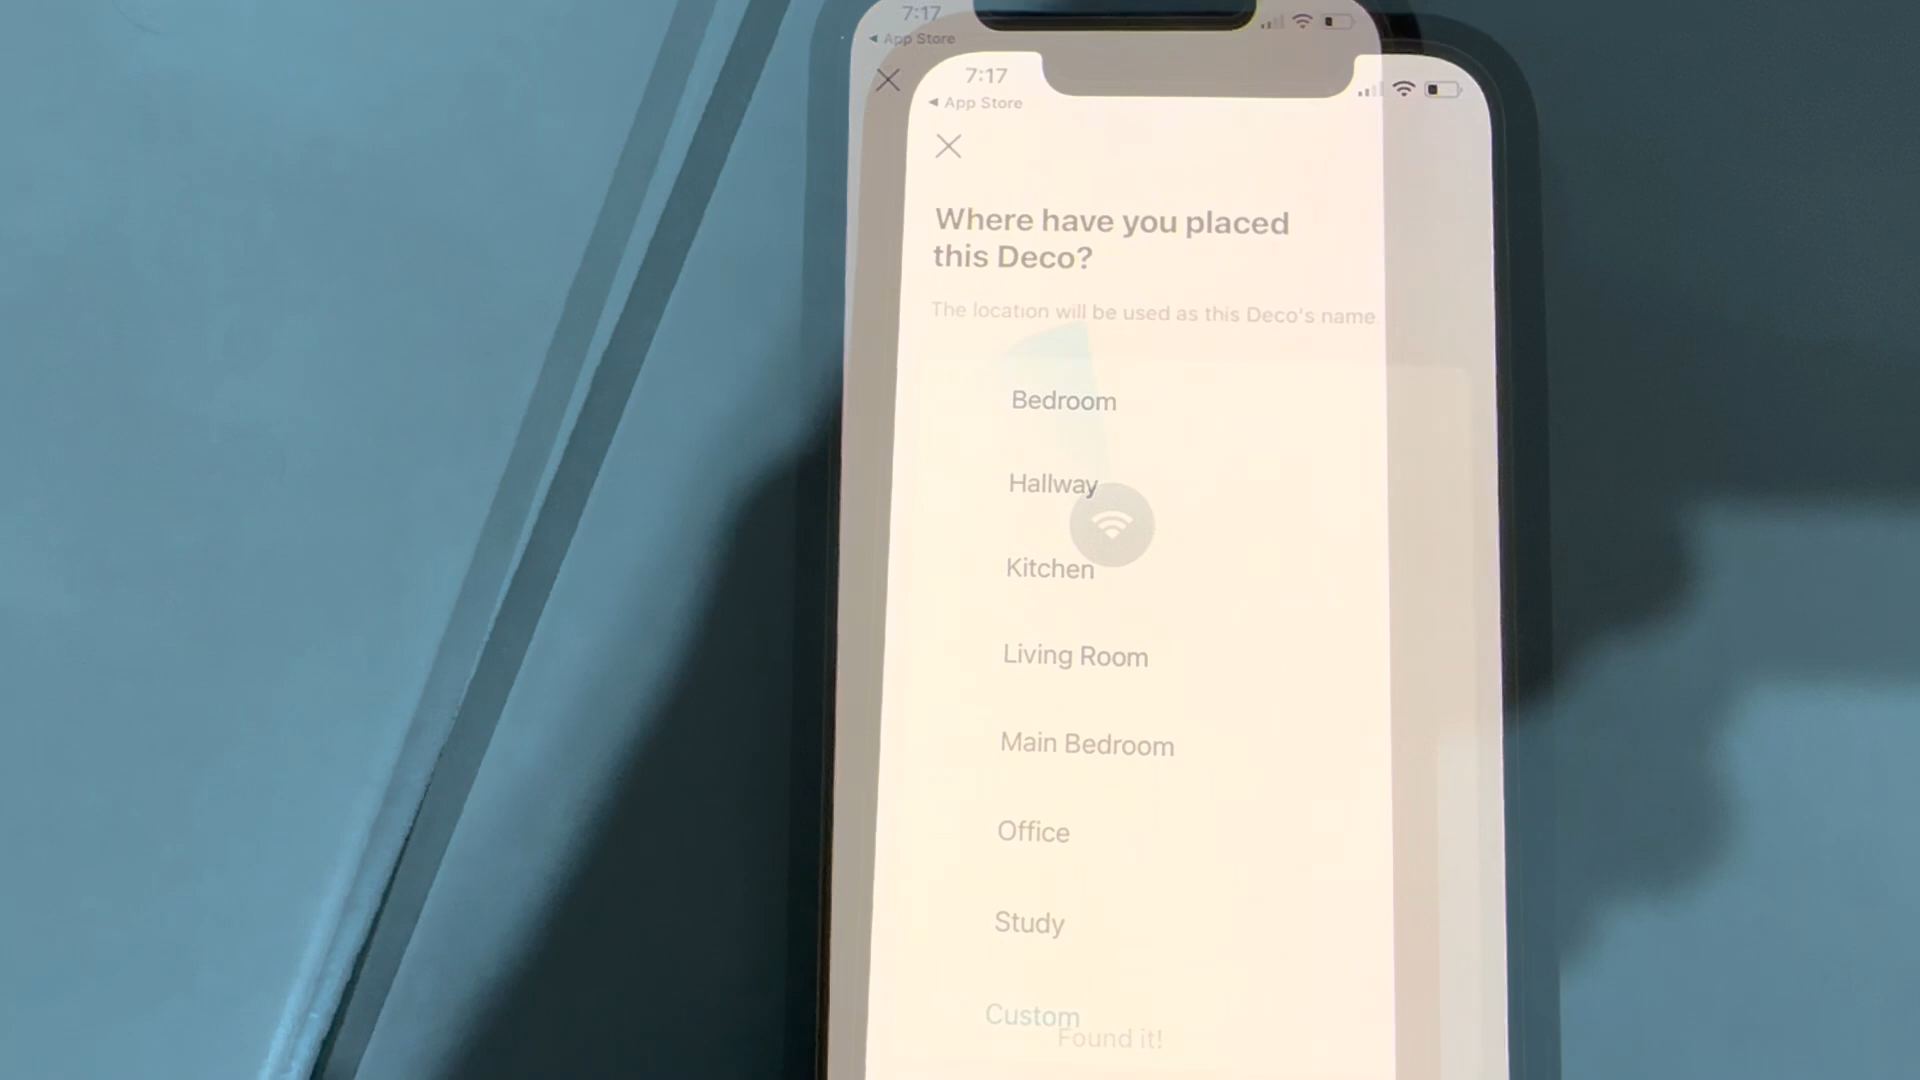 7:17
◀ App Store
7:17
◀ App Store
Where have you placed
this Deco?
The location will be used as this Deco's name
Bedroom
Hallway
Kitchen
Living Room
Main Bedroom
Office
Study
Custom
Found it!